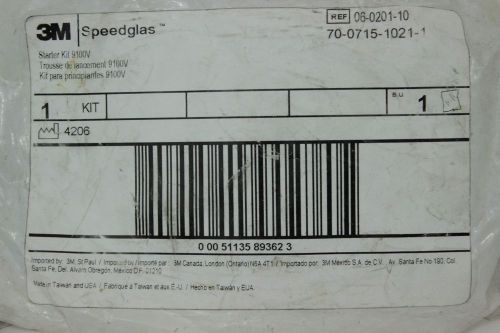 3M Speedglas™
REF 06-0201-10
70-0715-1021-1
Starter Kit 9100V
Trousse de lancement 9100V
Kit para principiantes 9100V
1 KIT
B.U 1
4206
0 00 51135 89362 3
Imported by: 3M, St Paul / Imported by / Importé par : 3M Canada, London (Ontario) N6A 4T1 / Importado por : 3M México S.A. de C.V. Av. Santa Fe No 190, Col.
Santa Fe, Del. Alvaro Obregon, México D.F. 01210
Made in Taiwan and USA / Fabriqué à Taiwan et aux É.-U. / Hecho en Taiwán y EUA.